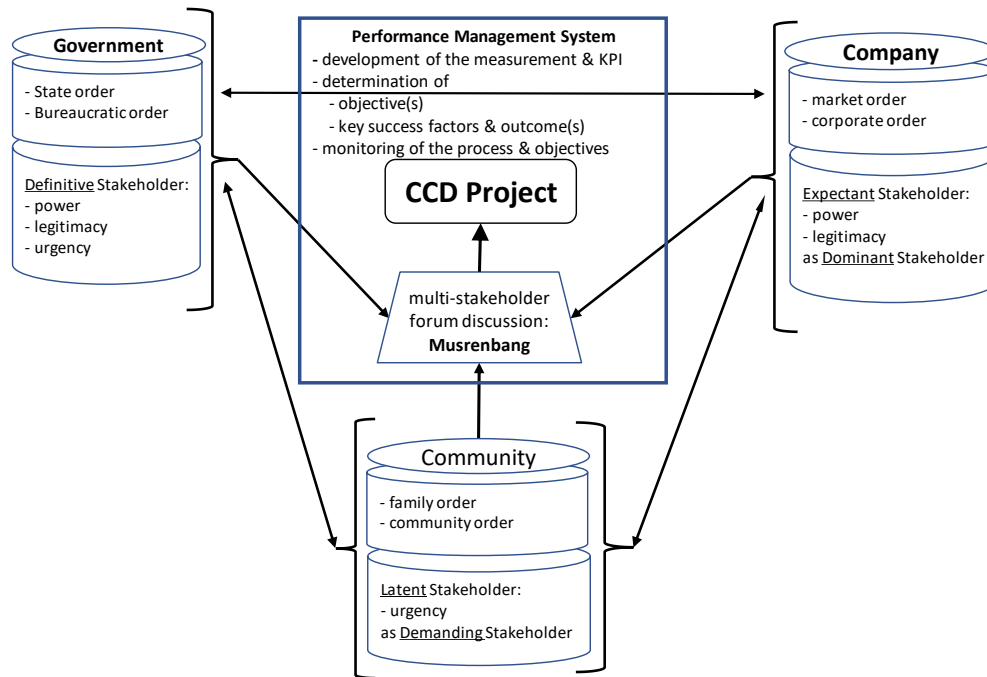 Government
- State order
- Bureaucratic order
Definitive Stakeholder:
- power
- legitimacy
- urgency
Performance Management System
- development of the measurement & KPI
- determination of
- objective(s)
- key success factors & outcome(s)
- monitoring of the process & objectives
CCD Project
multi-stakeholder
forum discussion:
Musrenbang
Company
- market order
- corporate order
Expectant Stakeholder:
- power
- legitimacy
as Dominant Stakeholder
Community
- family order
- community order
Latent Stakeholder:
- urgency
as Demanding Stakeholder